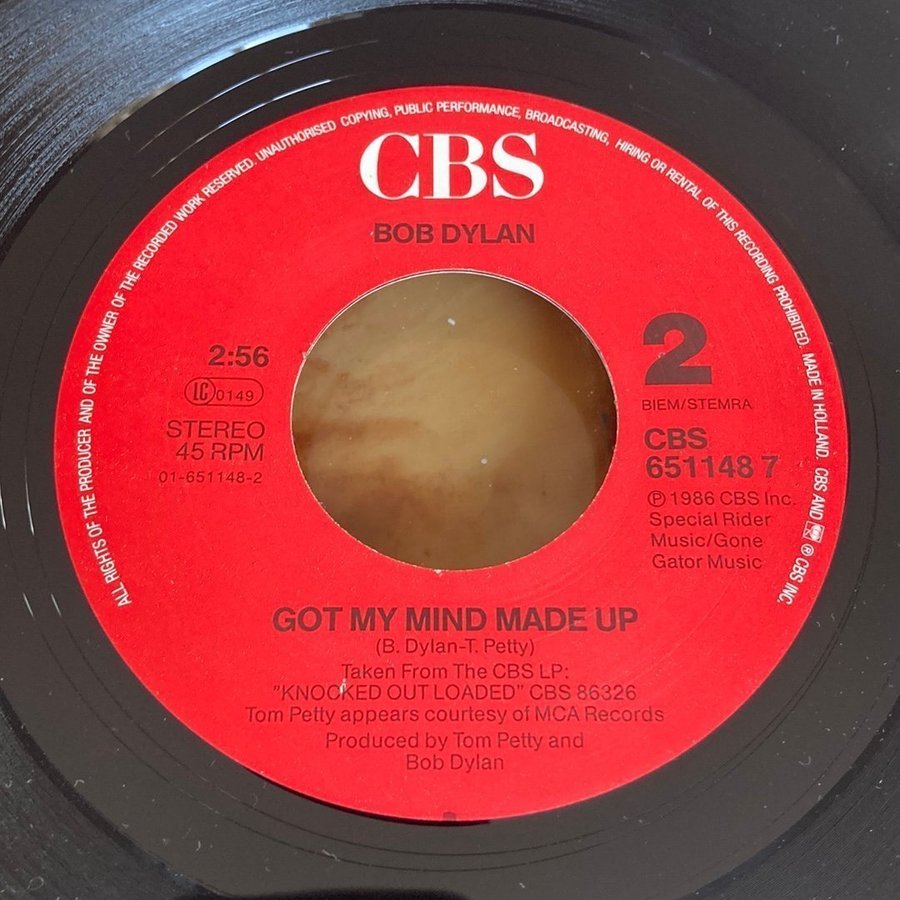 ALL RIGHTS OF THE PRODUCER AND OF THE OWNER OF THE RECORDED WORK RESERVED. UNAUTHORISED COPYING, PUBLIC PERFORMANCE, BROADCASTING, HIRING OR RENTAL OF THIS RECORDING PROHIBITED. MADE IN HOLLAND. CBS AND ® CBS INC.
CBS
BOB DYLAN
2:56
LC 0149
STEREO
45 RPM
01-651148-2
2
BIEM/STEMRA
CBS
651148 7
℗ 1986 CBS Inc.
Special Rider
Music/Gone
Gator Music
GOT MY MIND MADE UP
(B. Dylan-T. Petty)
Taken From The CBS LP:
"KNOCKED OUT LOADED" CBS 86326
Tom Petty appears courtesy of MCA Records
Produced by Tom Petty and
Bob Dylan